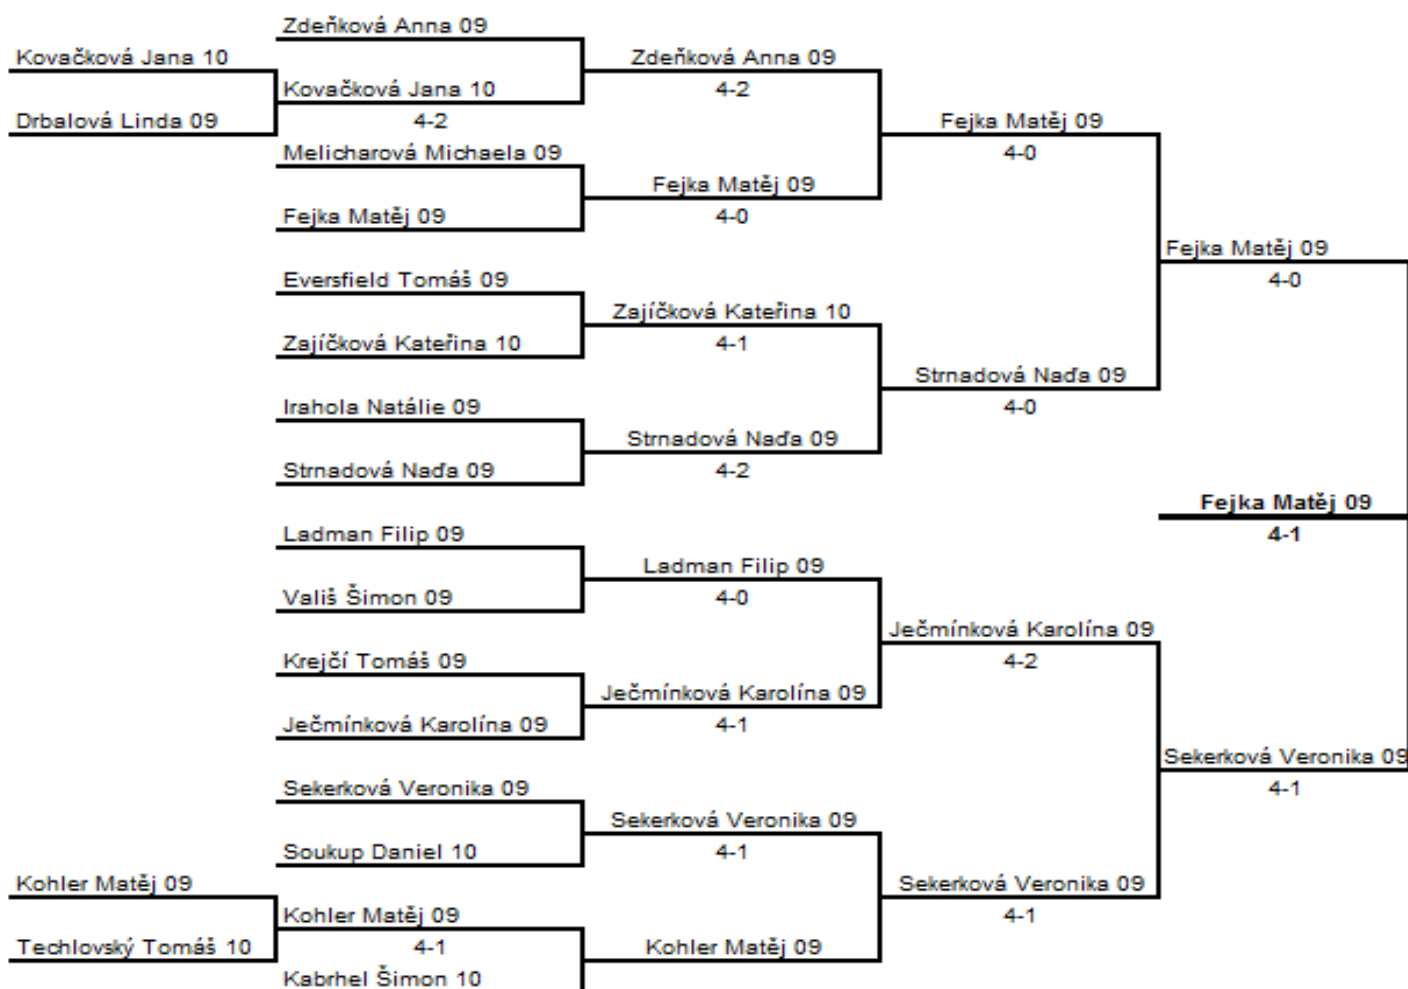 Zdeňková Anna 09
Kovačková Jana 10
Zdeňková Anna 09
Kovačková Jana 10
4-2
Drbalová Linda 09
4-2
Fejka Matěj 09
Melicharová Michaela 09
4-0
Fejka Matěj 09
Fejka Matěj 09
4-0
Fejka Matěj 09
Eversfield Tomáš 09
4-0
Zajíčková Kateřina 10
Zajíčková Kateřina 10
4-1
Strnadová Naďa 09
Irahola Natálie 09
4-0
Strnadová Naďa 09
Strnadová Naďa 09
4-2
Fejka Matěj 09
Ladman Filip 09
4-1
Ladman Filip 09
Vališ Šimon 09
4-0
Ječmínková Karolína 09
Krejčí Tomáš 09
4-2
Ječmínková Karolína 09
Ječmínková Karolína 09
4-1
Sekerková Veronika 09
Sekerková Veronika 09
4-1
Sekerková Veronika 09
Soukup Daniel 10
4-1
Kohler Matěj 09
Sekerková Veronika 09
Kohler Matěj 09
4-1
Techlovský Tomáš 10
4-1
Kohler Matěj 09
Kabrhel Šimon 10